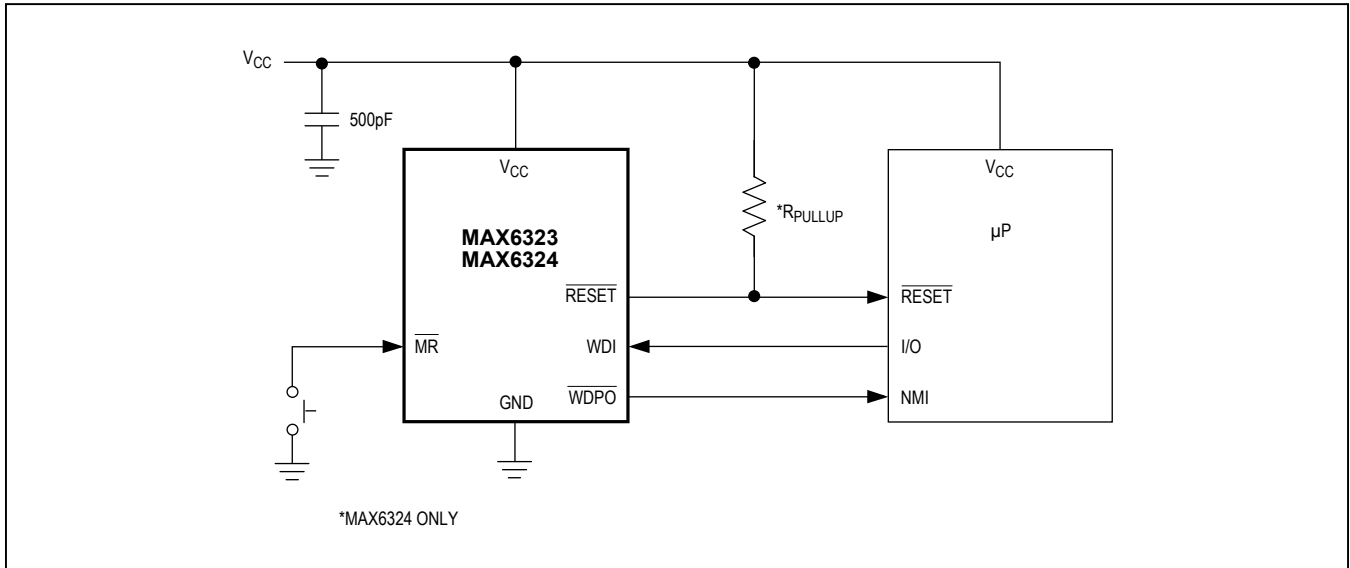 VCC
500pF
VCC
MAX6323
MAX6324
RESET
MR
WDI
WDPO
GND
*RPULLUP
VCC
µP
RESET
I/O
NMI
*MAX6324 ONLY